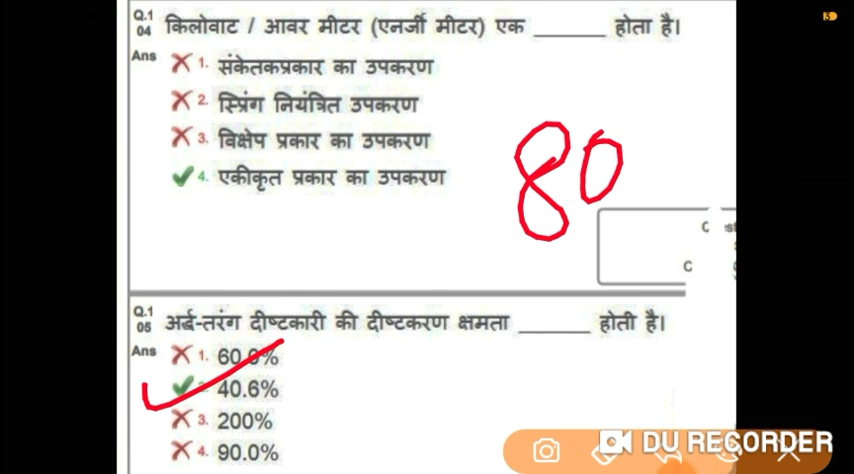 Q.1
04 किलोवाट / आवर मीटर (एनर्जी मीटर) एक _______ होता है।
Ans
1. संकेतकप्रकार का उपकरण
2. स्प्रिंग नियंत्रित उपकरण
3. विक्षेप प्रकार का उपकरण
4. एकीकृत प्रकार का उपकरण
80
Q.1
05 अर्द्ध-तरंग दीष्टकारी की दीष्टकरण क्षमता _______ होती है।
Ans
1. 60.0%
40.6%
3. 200%
4. 90.0%
DU RECORDER